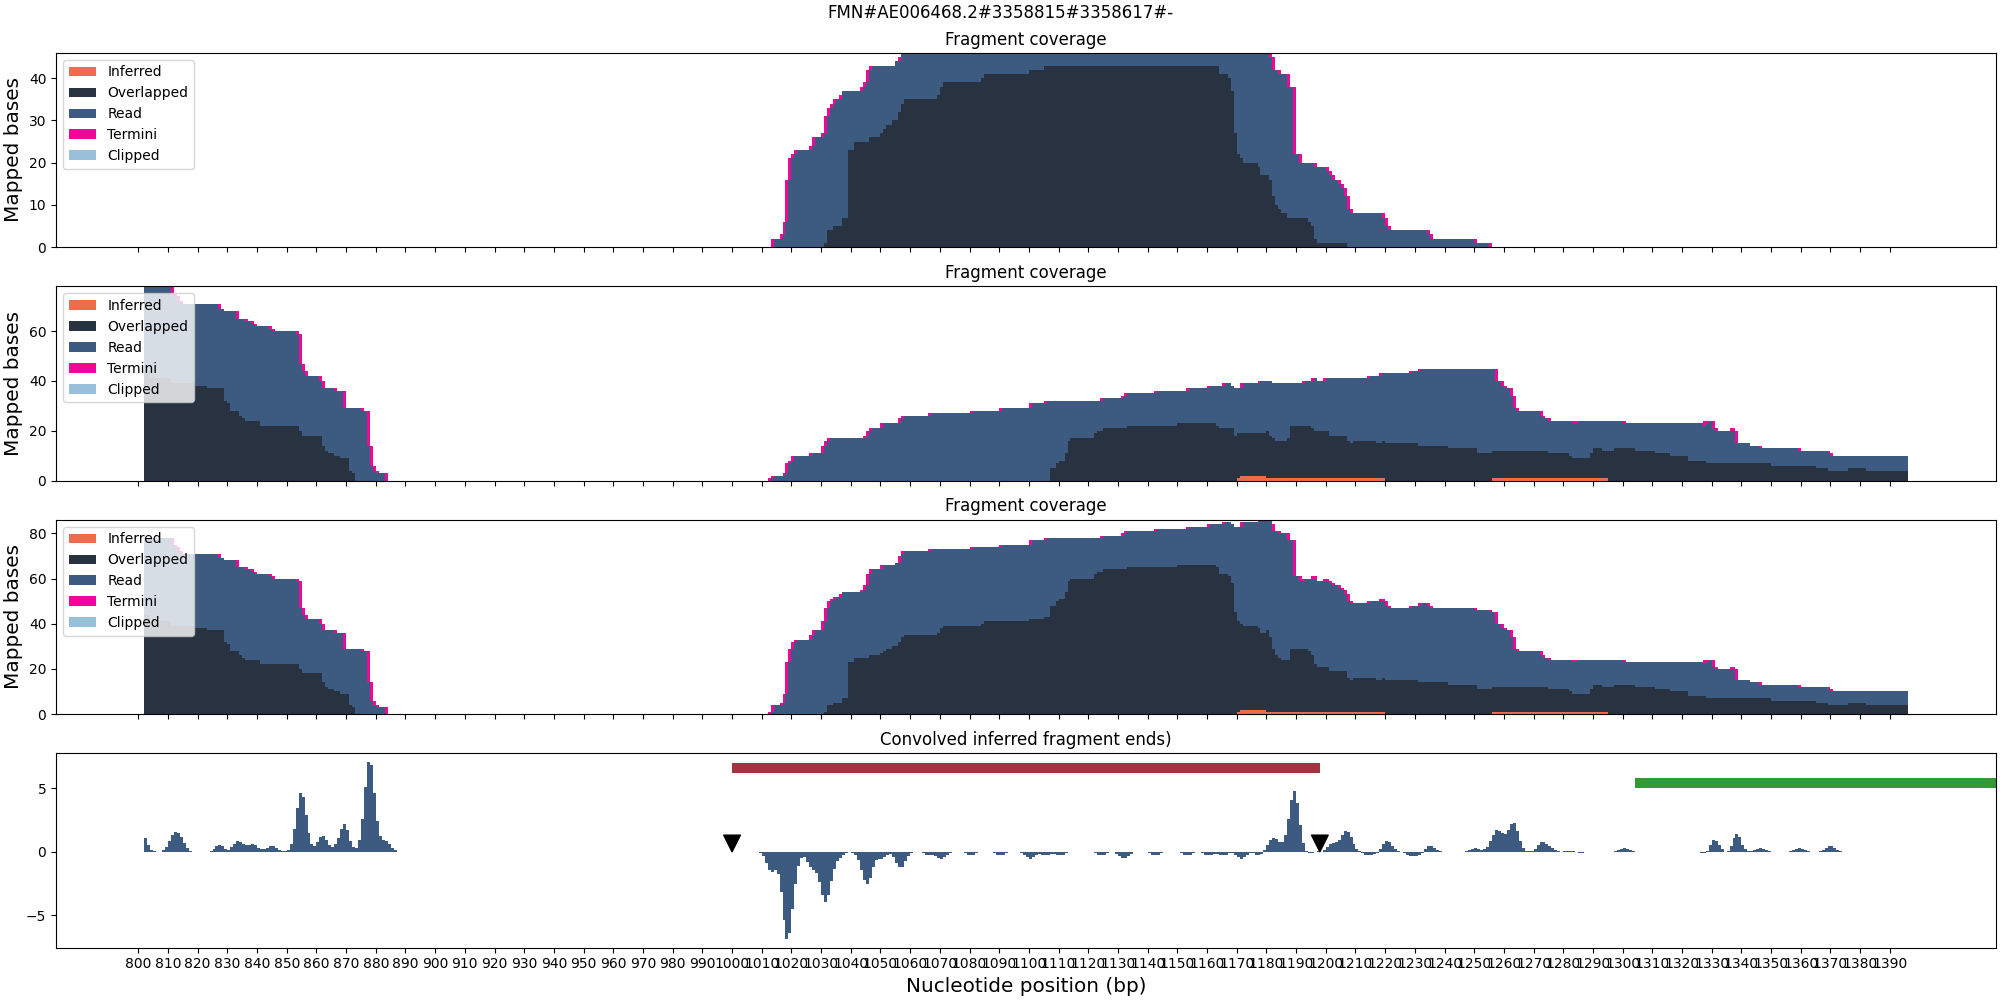 FMN#AE006468.2#3358815#3358617#-
Fragment coverage
Mapped bases
40
30
20
10
0
Inferred
Overlapped
Read
Termini
Clipped
Fragment coverage
Mapped bases
60
40
20
0
Inferred
Overlapped
Read
Termini
Clipped
Fragment coverage
Mapped bases
80
60
40
20
0
Inferred
Overlapped
Read
Termini
Clipped
Convolved inferred fragment ends)
5
0
−5
800 810 820 830 840 850 860 870 880 890 900 910 920 930 940 950 960 970 980 990 1000 1010 1020 1030 1040 1050 1060 1070 1080 1090 1100 1110 1120 1130 1140 1150 1160 1170 1180 1190 1200 1210 1220 1230 1240 1250 1260 1270 1280 1290 1300 1310 1320 1330 1340 1350 1360 1370 1380 1390
Nucleotide position (bp)